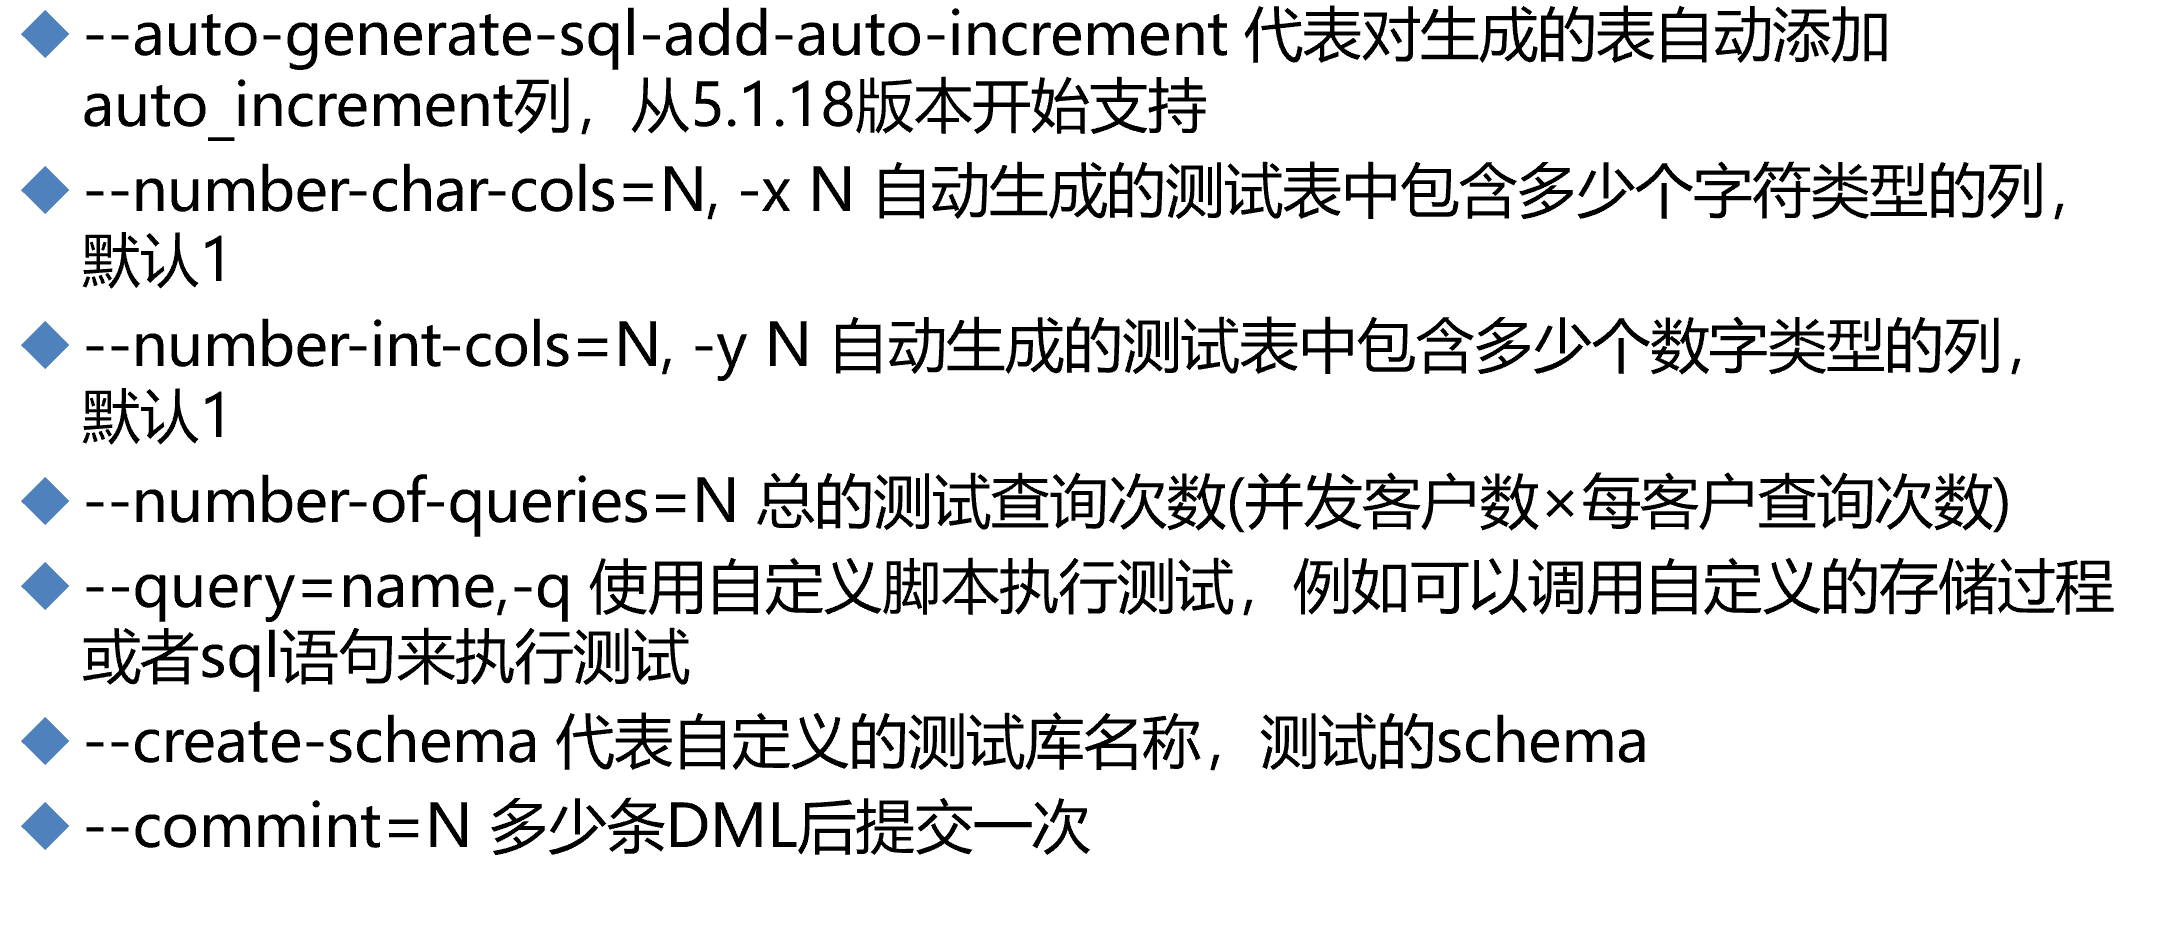 --auto-generate-sql-add-auto-increment 代表对生成的表自动添加
auto_increment列，从5.1.18版本开始支持
--number-char-cols=N, -x N 自动生成的测试表中包含多少个字符类型的列，
默认1
--number-int-cols=N, -y N 自动生成的测试表中包含多少个数字类型的列，
默认1
--number-of-queries=N 总的测试查询次数(并发客户数×每客户查询次数)
--query=name,-q 使用自定义脚本执行测试，例如可以调用自定义的存储过程
或者sql语句来执行测试
--create-schema 代表自定义的测试库名称，测试的schema
--commint=N 多少条DML后提交一次